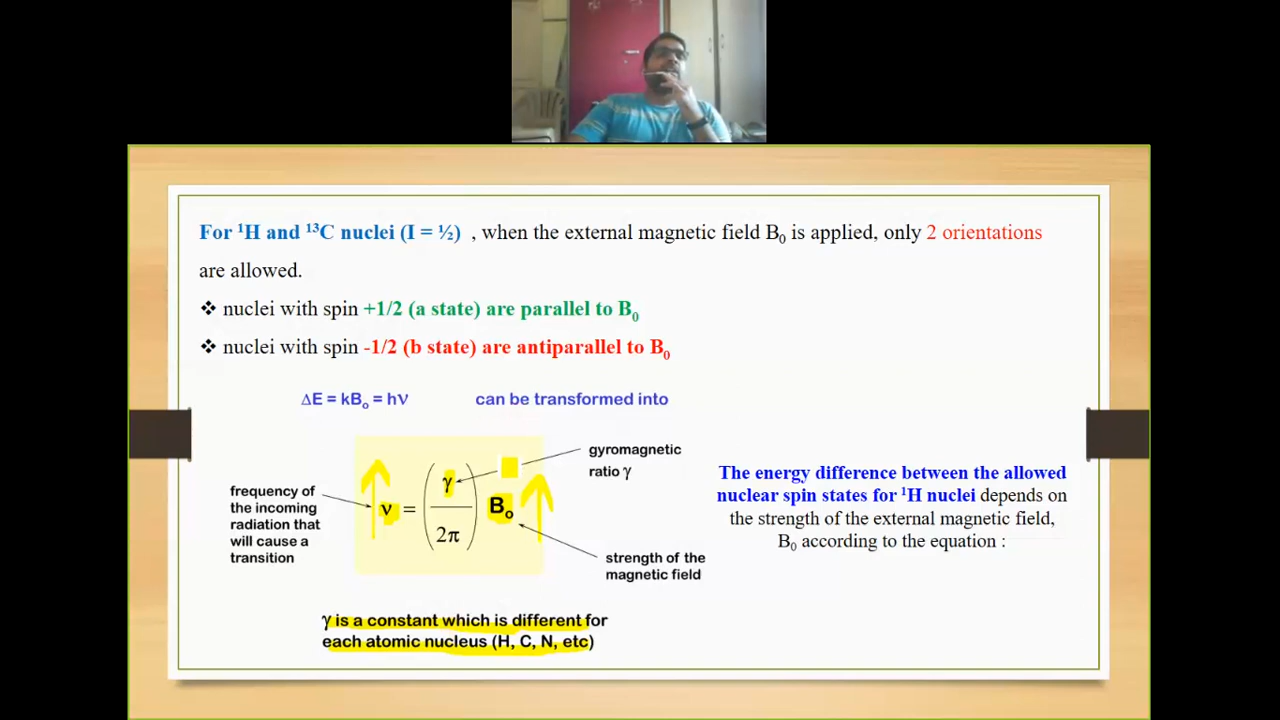 For ¹H and ¹³C nuclei (I = ½) , when the external magnetic field B₀ is applied, only 2 orientations
are allowed.
❖ nuclei with spin +1/2 (a state) are parallel to B₀
❖ nuclei with spin -1/2 (b state) are antiparallel to B₀
ΔE = kBₒ = hν can be transformed into
gyromagnetic
ratio γ
frequency of
the incoming
radiation that
will cause a
transition
ν = (γ/2π) Bₒ
strength of the
magnetic field
γ is a constant which is different for
each atomic nucleus (H, C, N, etc)
The energy difference between the allowed
nuclear spin states for ¹H nuclei depends on
the strength of the external magnetic field,
B₀ according to the equation :